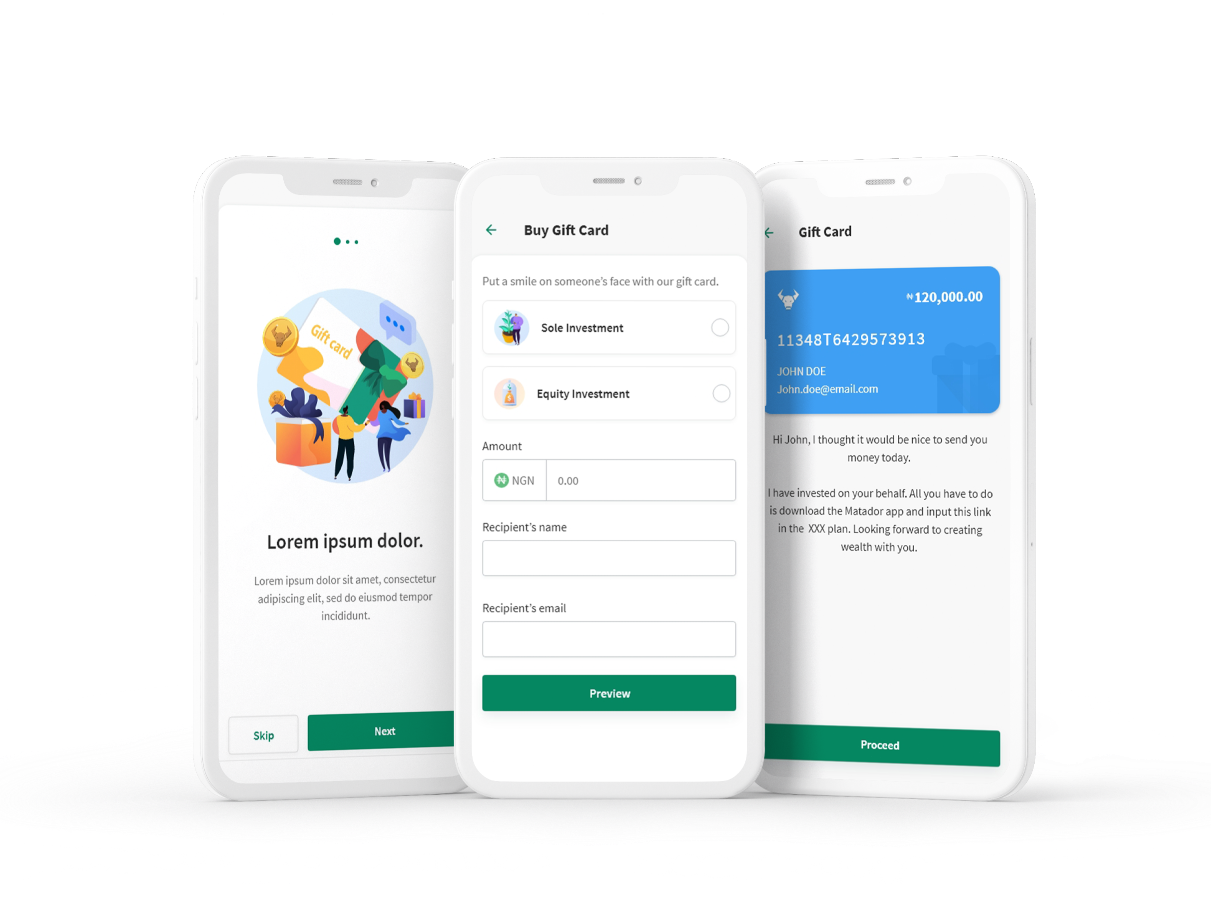 Gift card
Lorem ipsum dolor.
Lorem ipsum dolor sit amet, consectetur
adipiscing elit, sed do eiusmod tempor
incididunt.
Skip
Next
Buy Gift Card
Put a smile on someone's face with our gift card.
Sole Investment
Equity Investment
Amount
NGN
0.00
Recipient's name
Recipient's email
Preview
Gift Card
₦120,000.00
11348T6429573913
JOHN DOE
John.doe@email.com
Hi John, I thought it would be nice to send you
money today.
I have invested on your behalf. All you have to do
is download the Matador app and input this link
in the XXX plan. Looking forward to creating
wealth with you.
Proceed